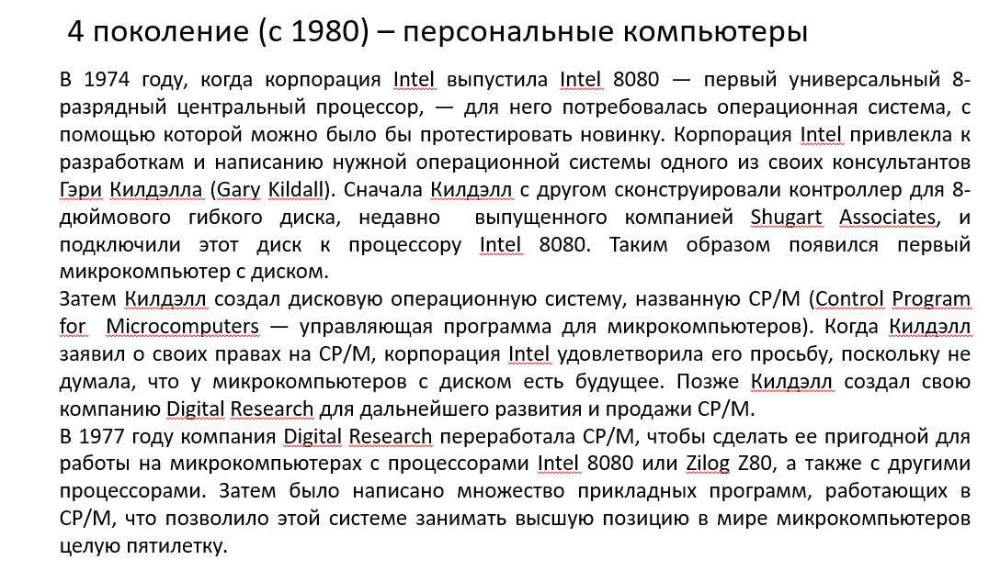 4 поколение (с 1980) – персональные компьютеры
В 1974 году, когда корпорация Intel выпустила Intel 8080 — первый универсальный 8-
разрядный центральный процессор, — для него потребовалась операционная система, с
помощью которой можно было бы протестировать новинку. Корпорация Intel привлекла к
разработкам и написанию нужной операционной системы одного из своих консультантов
Гэри Килдэлла (Gary Kildall). Сначала Килдэлл с другом сконструировали контроллер для 8-
дюймового гибкого диска, недавно выпущенного компанией Shugart Associates, и
подключили этот диск к процессору Intel 8080. Таким образом появился первый
микрокомпьютер с диском.
Затем Килдэлл создал дисковую операционную систему, названную CP/M (Control Program
for Microcomputers — управляющая программа для микрокомпьютеров). Когда Килдэлл
заявил о своих правах на CP/M, корпорация Intel удовлетворила его просьбу, поскольку не
думала, что у микрокомпьютеров с диском есть будущее. Позже Килдэлл создал свою
компанию Digital Research для дальнейшего развития и продажи CP/M.
В 1977 году компания Digital Research переработала CP/M, чтобы сделать ее пригодной для
работы на микрокомпьютерах с процессорами Intel 8080 или Zilog Z80, а также с другими
процессорами. Затем было написано множество прикладных программ, работающих в
CP/M, что позволило этой системе занимать высшую позицию в мире микрокомпьютеров
целую пятилетку.